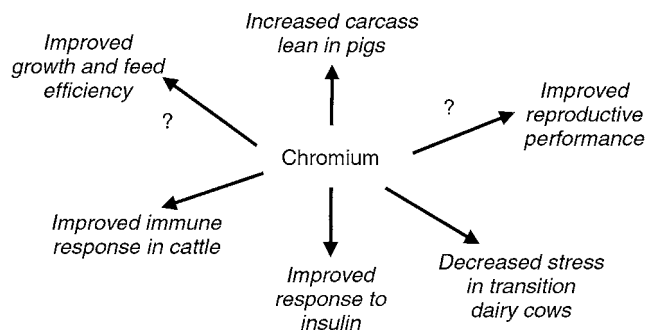 Increased carcass
lean in pigs
Improved
growth and feed
efficiency
?
?
Improved
reproductive
performance
Chromium
Improved immune
response in cattle
Improved
response to
insulin
Decreased stress
in transition
dairy cows